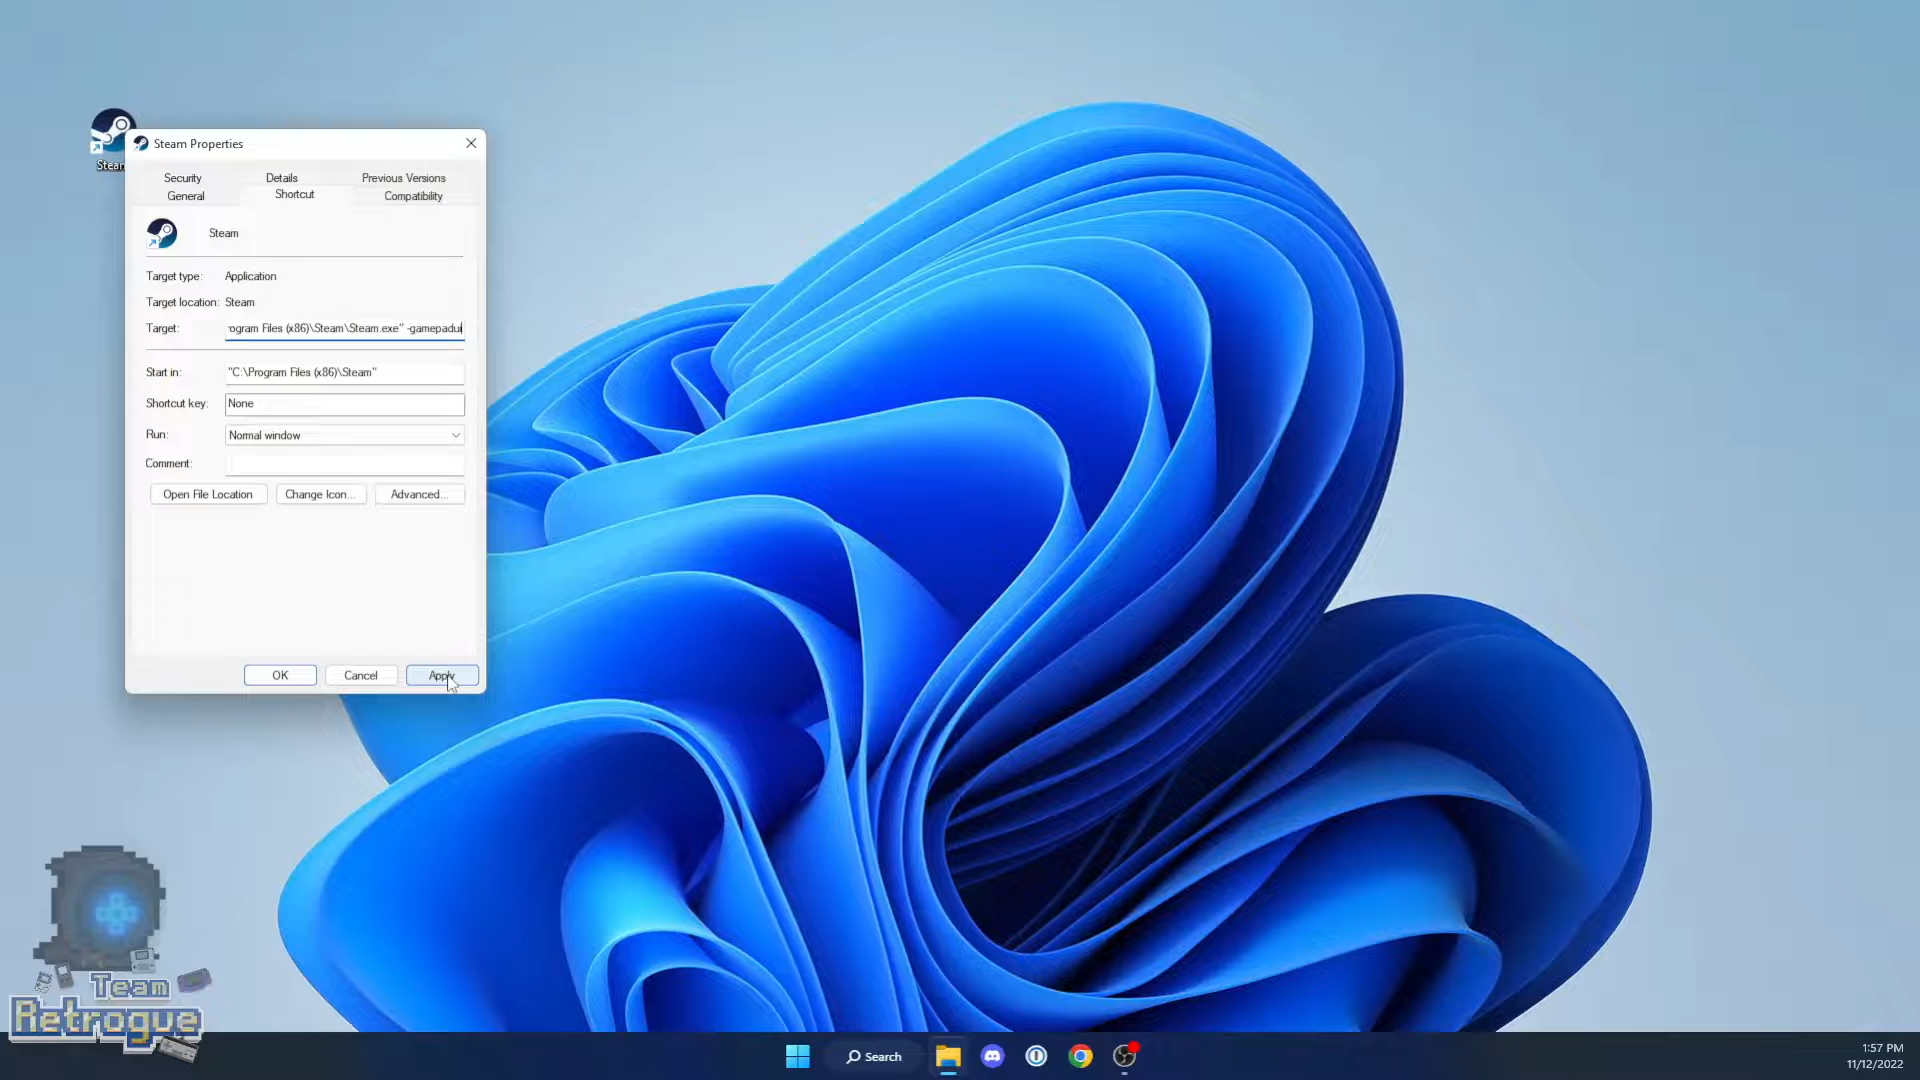 Steam Properties
Security
Details
Previous Versions
General
Shortcut
Compatibility
Steam
Target type:
Application
Target location:
Steam
Target:
rogram Files (x86)\Steam\Steam.exe" -gamepadui
Start in:
"C:\Program Files (x86)\Steam"
Shortcut key:
None
Run:
Normal window
Comment:
Open File Location
Change Icon...
Advanced...
OK
Cancel
Apply
Team
Retrogue
Search
1:57 PM
11/12/2022